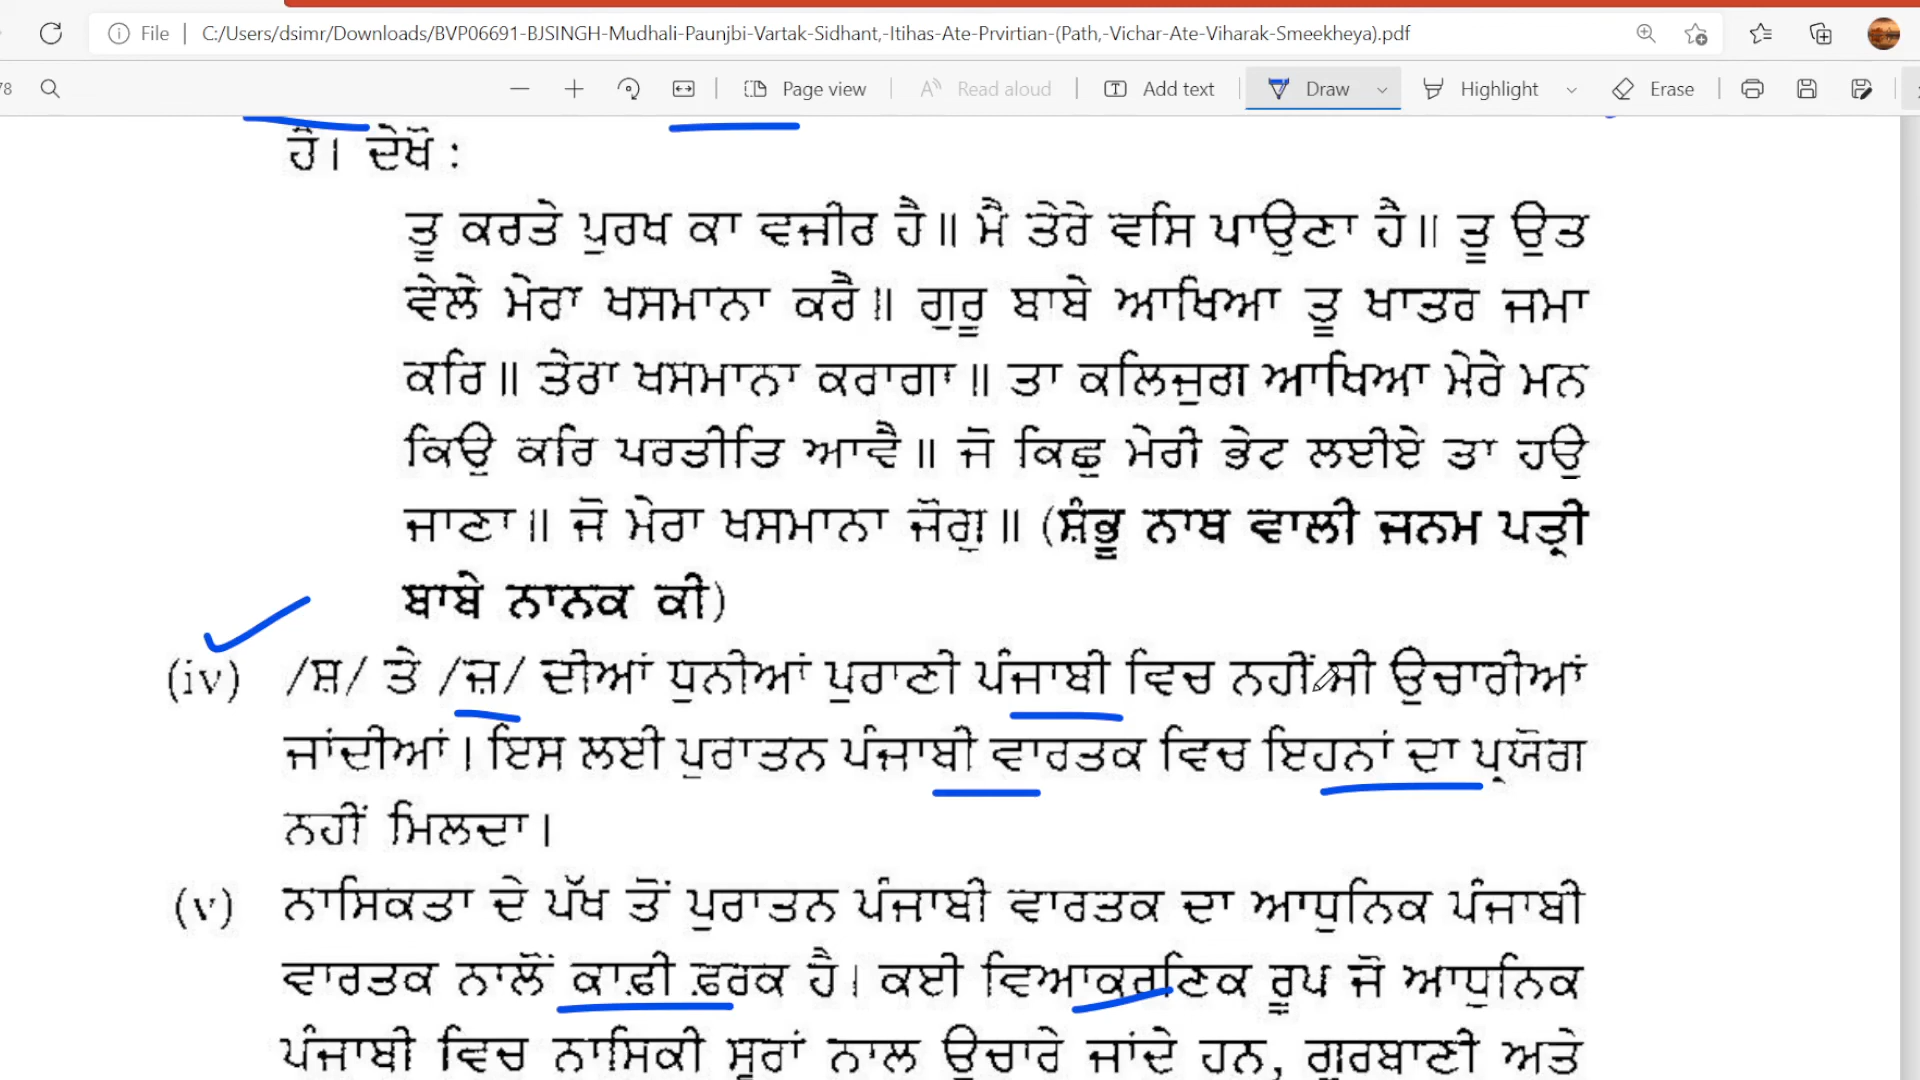 File | C:/Users/dsimr/Downloads/BVP06691-BJSINGH-Mudhali-Paunjbi-Vartak-Sidhant,-Itihas-Ate-Prvirtian-(Path,-Vichar-Ate-Viharak-Smeekheya).pdf
78 Page view Read aloud Add text Draw Highlight Erase
ਹੈ। ਦੇਖੋ :
ਤੂ ਕਰਤੇ ਪੁਰਖ ਕਾ ਵਜੀਰ ਹੈ॥ ਮੈ ਤੇਰੇ ਵਸਿ ਪਾਉਣਾ ਹੈ॥ ਤੂ ਉਤ
ਵੇਲੇ ਮੇਰਾ ਖਸਮਾਨਾ ਕਰੈ॥ ਗੁਰੂ ਬਾਬੇ ਆਖਿਆ ਤੂ ਖਾਤਰ ਜਮਾ
ਕਰਿ॥ ਤੇਰਾ ਖਸਮਾਨਾ ਕਰਾਗਾ॥ ਤਾ ਕਲਿਜੁਗ ਆਖਿਆ ਮੇਰੇ ਮਨ
ਕਿਉ ਕਰਿ ਪਰਤੀਤਿ ਆਵੈ॥ ਜੋ ਕਿਛੁ ਮੇਰੀ ਭੇਟ ਲਈਏ ਤਾ ਹਉ
ਜਾਣਾ॥ ਜੋ ਮੇਰਾ ਖਸਮਾਨਾ ਜੋਗੁ॥ (ਸ਼ੰਭੂ ਨਾਥ ਵਾਲੀ ਜਨਮ ਪਤ੍ਰੀ
ਬਾਬੇ ਨਾਨਕ ਕੀ)
(iv) /ਸ਼/ ਤੇ /ਜ਼/ ਦੀਆਂ ਧੁਨੀਆਂ ਪੁਰਾਣੀ ਪੰਜਾਬੀ ਵਿਚ ਨਹੀਂ ਸੀ ਉਚਾਰੀਆਂ
ਜਾਂਦੀਆਂ। ਇਸ ਲਈ ਪੁਰਾਤਨ ਪੰਜਾਬੀ ਵਾਰਤਕ ਵਿਚ ਇਹਨਾਂ ਦਾ ਪ੍ਰਯੋਗ
ਨਹੀਂ ਮਿਲਦਾ।
(v) ਨਾਸਿਕਤਾ ਦੇ ਪੱਖ ਤੋਂ ਪੁਰਾਤਨ ਪੰਜਾਬੀ ਵਾਰਤਕ ਦਾ ਆਧੁਨਿਕ ਪੰਜਾਬੀ
ਵਾਰਤਕ ਨਾਲੋਂ ਕਾਫ਼ੀ ਫ਼ਰਕ ਹੈ। ਕਈ ਵਿਆਕਰਣਿਕ ਰੂਪ ਜੋ ਆਧੁਨਿਕ
ਪੰਜਾਬੀ ਵਿਚ ਨਾਸਿਕੀ ਸੁਰਾਂ ਨਾਲ ਉਚਾਰੇ ਜਾਂਦੇ ਹਨ, ਗੁਰਬਾਣੀ ਅਤੇ